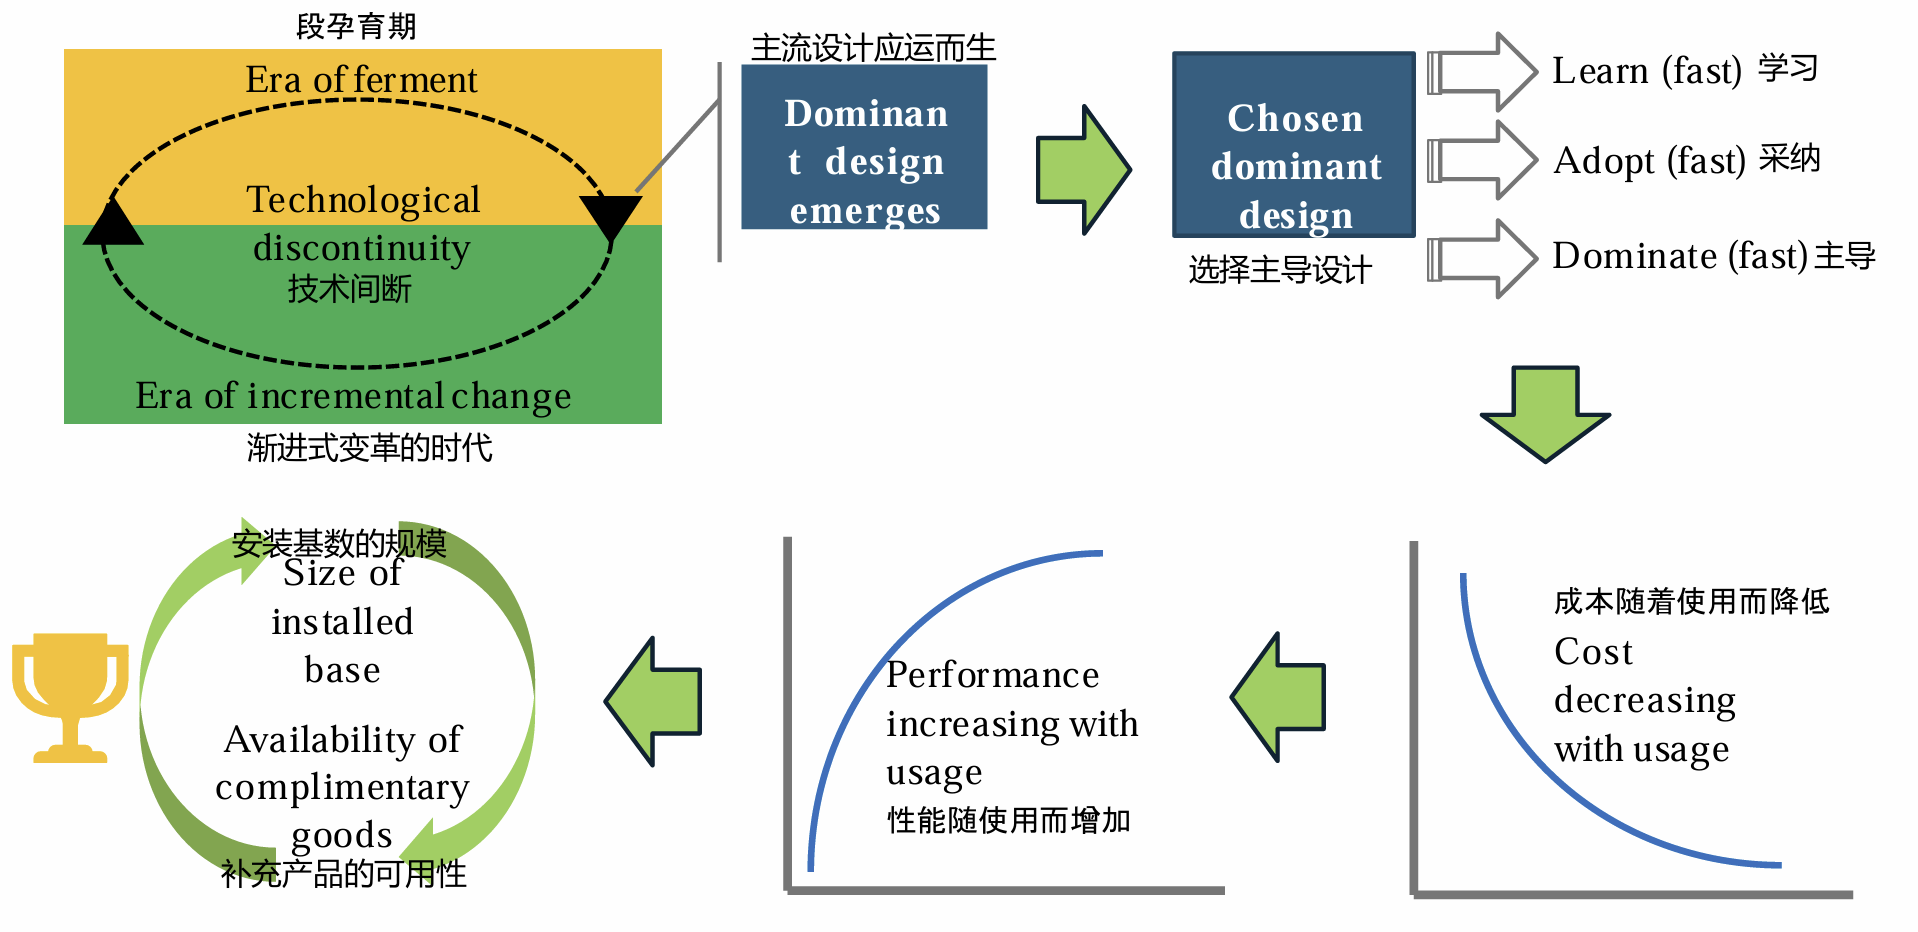 段孕育期
Era of ferment
Technological
discontinuity
技术间断
Era of incremental change
渐进式变革的时代
主流设计应运而生
Dominan
t design
emerges
Chosen
dominant
design
选择主导设计
Learn (fast) 学习
Adopt (fast) 采纳
Dominate (fast) 主导
成本随着使用而降低
Cost
decreasing
with usage
Performance
increasing with
usage
性能随使用而增加
安装基数的规模
Size of
installed
base
Availability of
complimentary
goods
补充产品的可用性